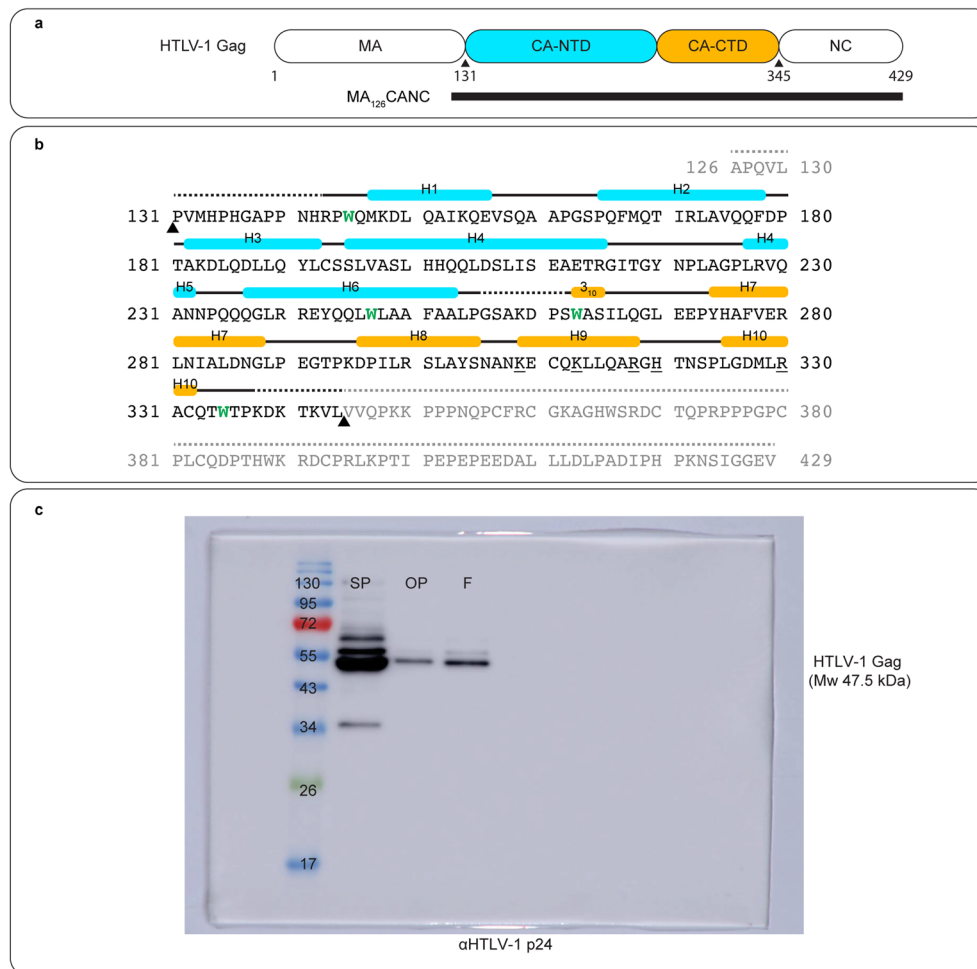 a
HTLV-1 Gag MA CA-NTD CA-CTD NC
1 131 345 429
MA₁₂₆CANC
b
126 APQVL 130
H1 H2
131 PVMHPHGAPP NHRPWQMKDL QAIKQEVSQA APGSPQFMQT IRLAVQQFDP 180
H3 H4 H4
181 TAKDLQDLLQ YLCSSLVASL HHQQLDSLIS EAETRGITGY NPLAGPLRVQ 230
H5 H6 3₁₀ H7
231 ANNPQQQGLR REYQQLWLAA FAALPGSAKD PSWASILQGL EEPYHAFVER 280
H7 H8 H9 H10
281 LNIALDNGLP EGTPKDPILR SLAYSNANKE CQKLLQARGH TNSPLGDMLR 330
H10
331 ACQTWTPKDK TKVLVVQPKK PPPNQPCFRC GKAGHWSRDC TQPRPPPGPC 380
381 PLCQDPTHWK RDCPRLKPTI PEPEPEEDAL LLDLPADIPH PKNSIGGEV 429
c
130 SP OP F
95
72
55
43
34
26
17
HTLV-1 Gag
(Mw 47.5 kDa)
αHTLV-1 p24